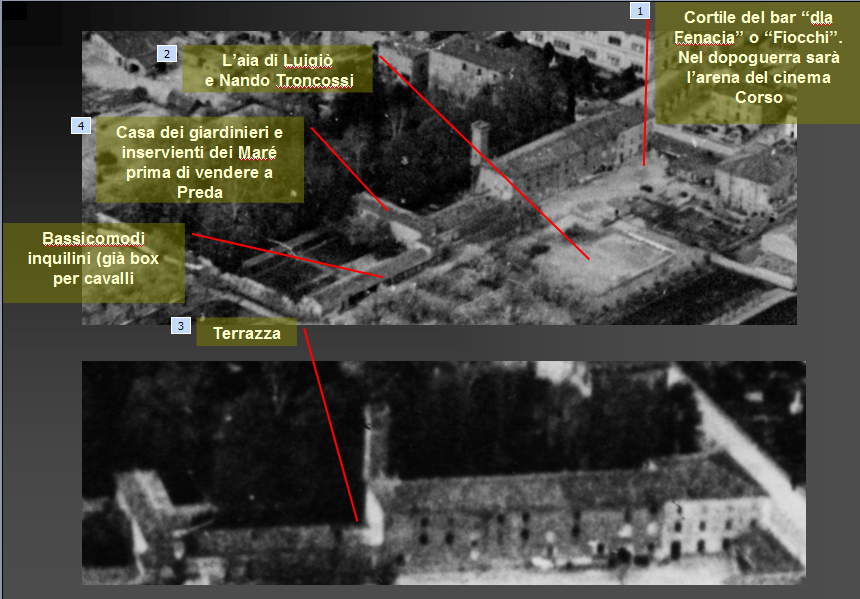 1
Cortile del bar “dla
Fenacia” o “Fiocchi”.
Nel dopoguerra sarà
l’arena del cinema
Corso
2
L’aia di Luigiò
e Nando Troncossi
4
Casa dei giardinieri e
inservienti dei Maré
prima di vendere a
Preda
Bassicomodi
inquilini (già box
per cavalli
3
Terrazza